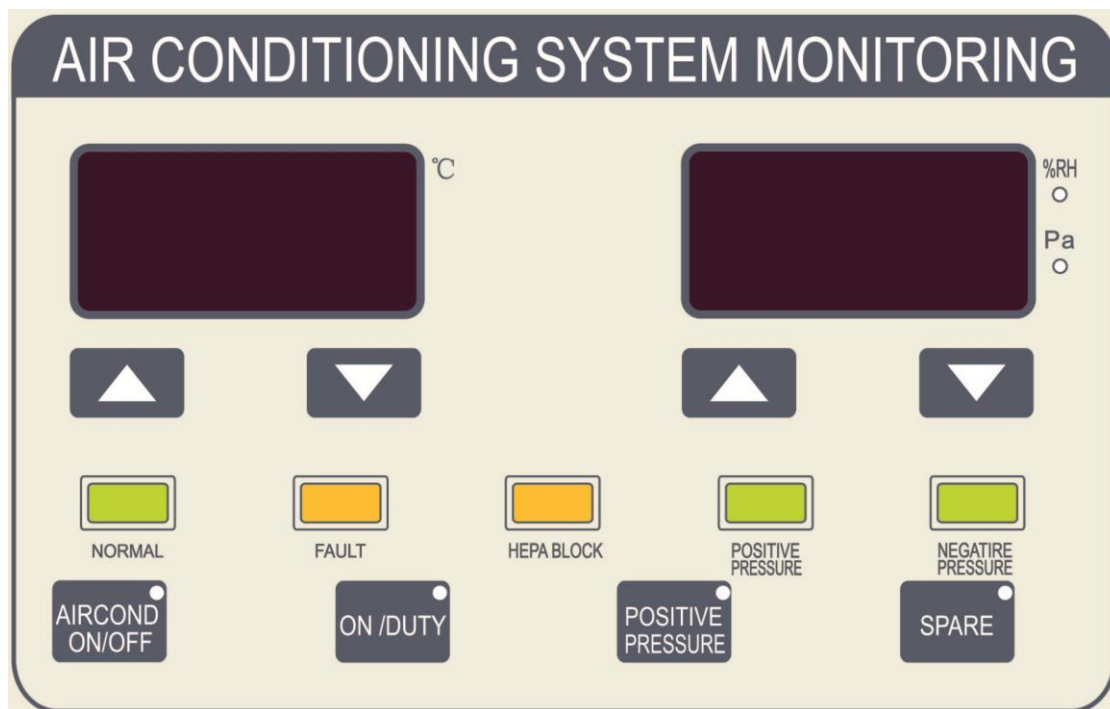 AIR CONDITIONING SYSTEM MONITORING
℃
%RH
Pa
NORMAL
FAULT
HEPA BLOCK
POSITIVE
PRESSURE
NEGATIRE
PRESSURE
AIRCOND
ON/OFF
ON /DUTY
POSITIVE
PRESSURE
SPARE